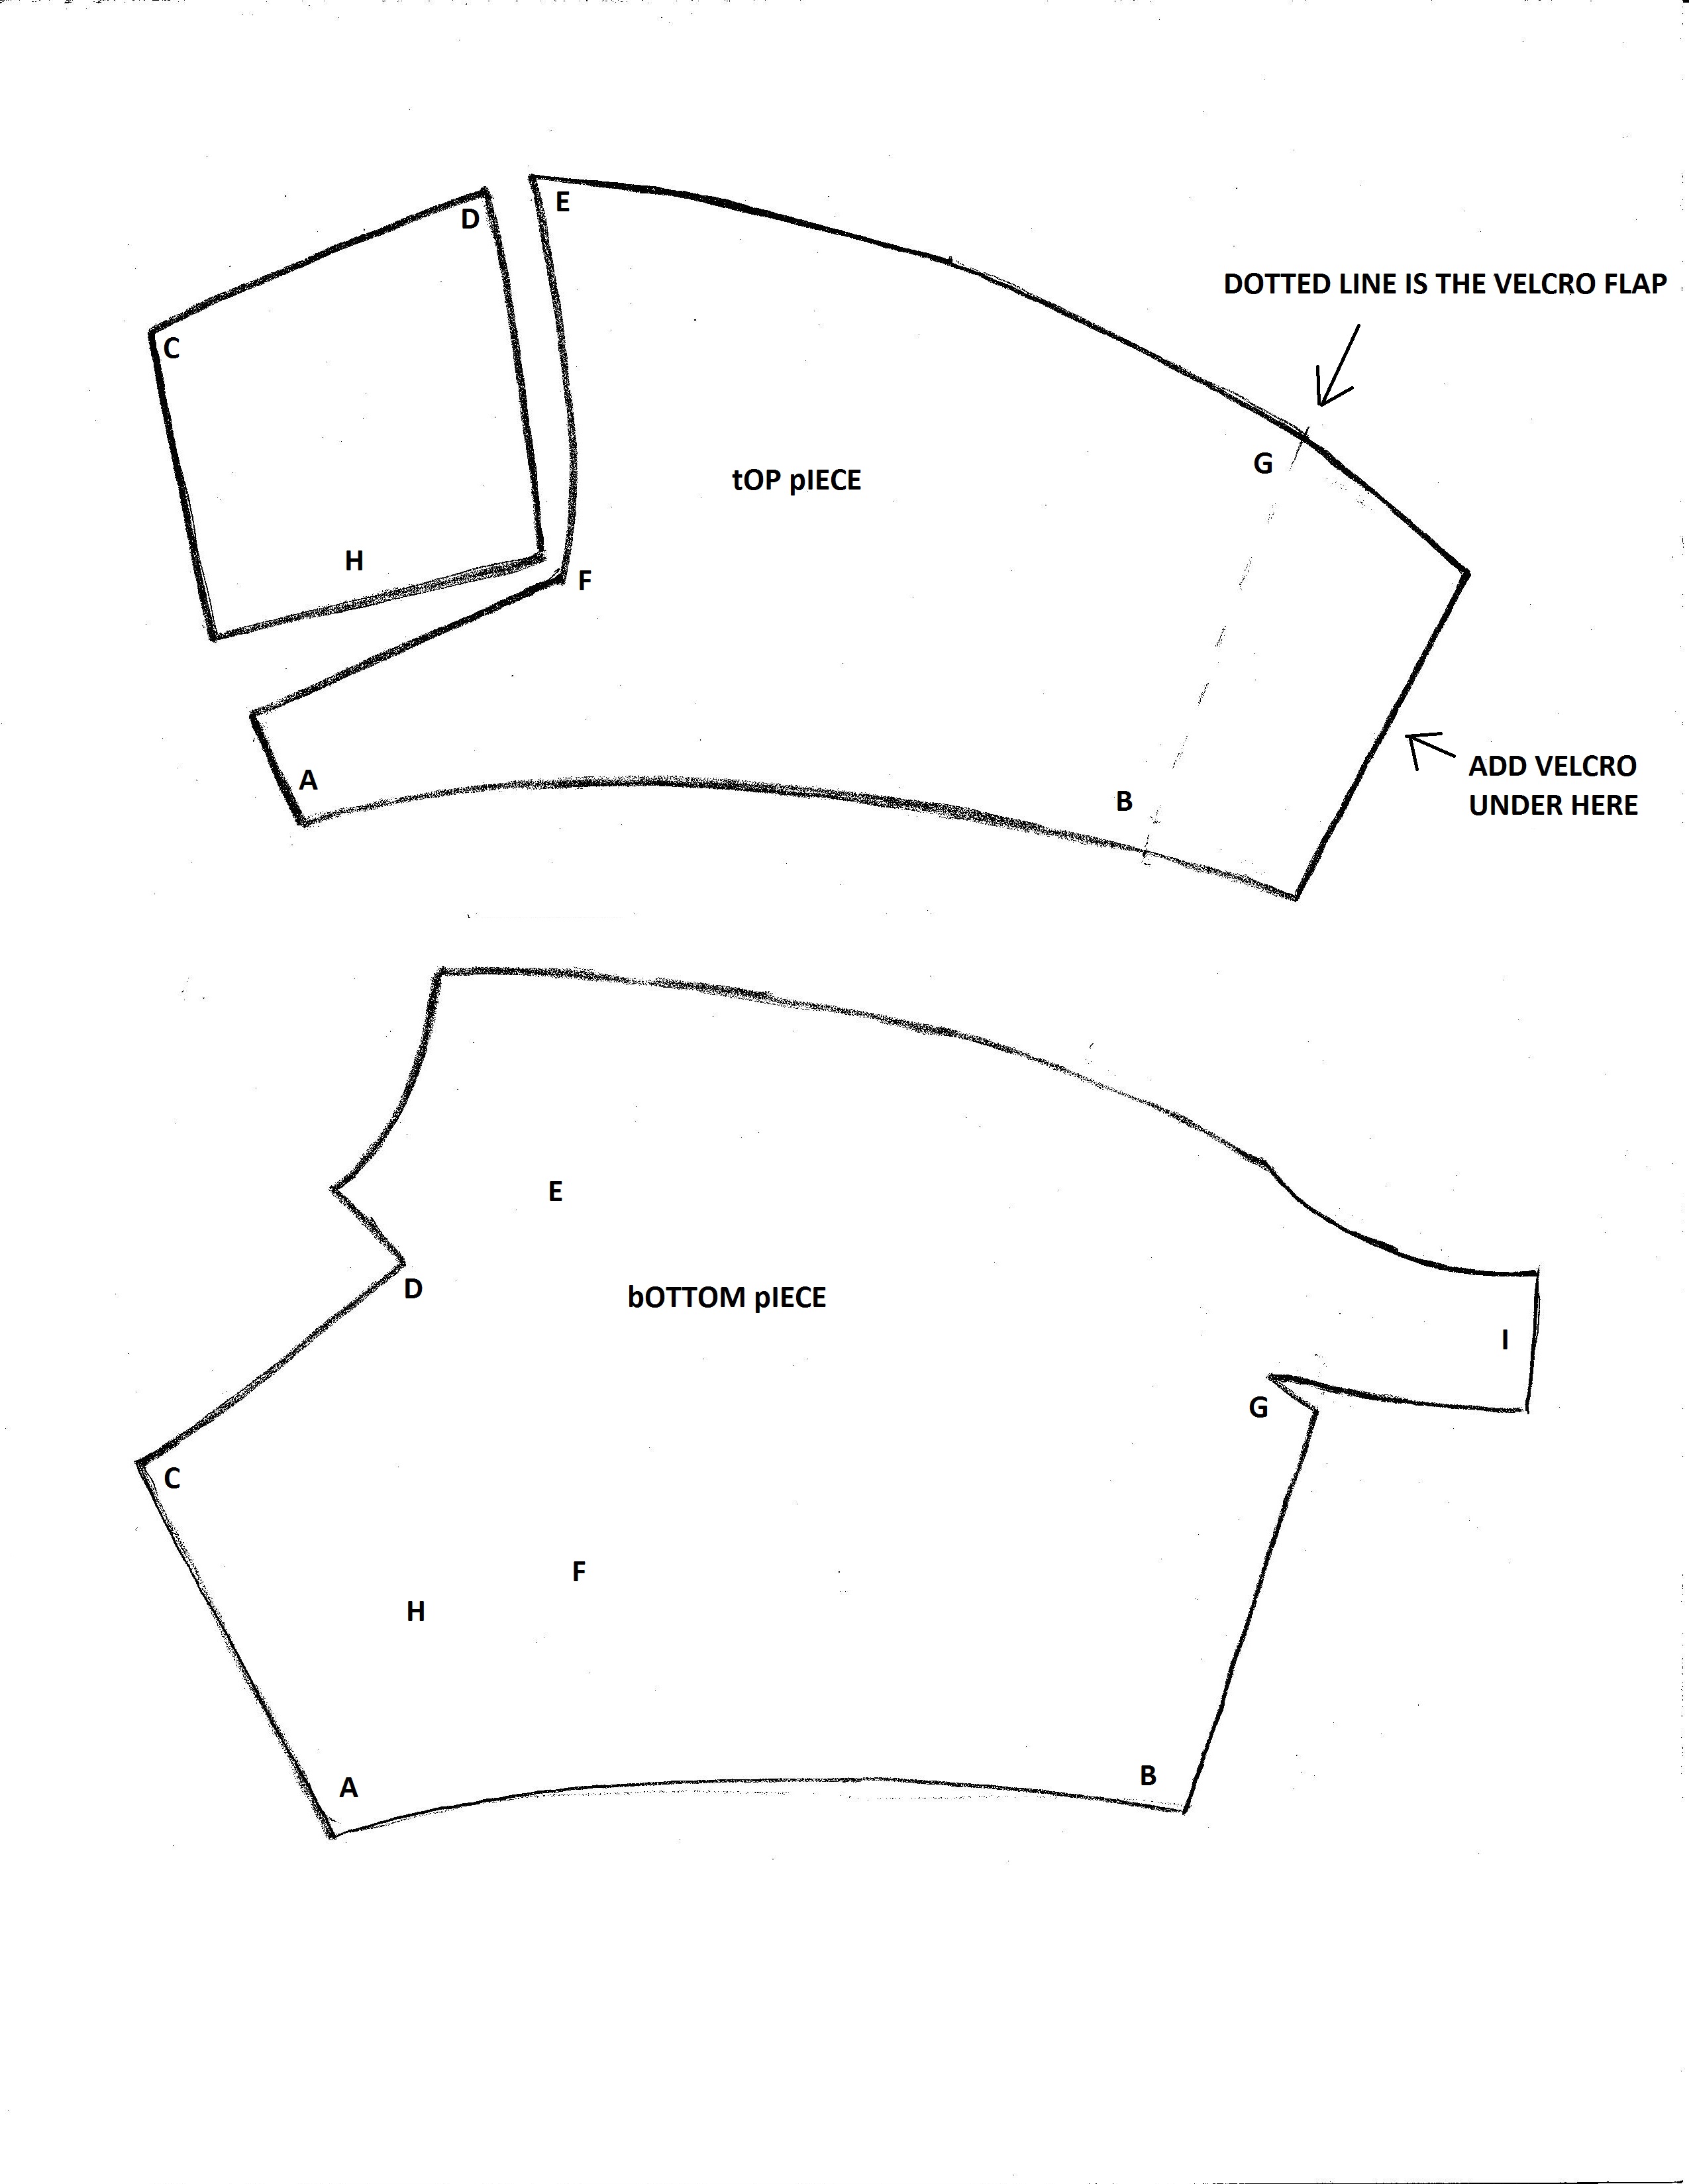 D
E
C
DOTTED LINE IS THE VELCRO FLAP
G
tOP pIECE
H
F
A
B
ADD VELCRO
UNDER HERE
E
D
bOTTOM pIECE
I
G
C
F
H
A
B